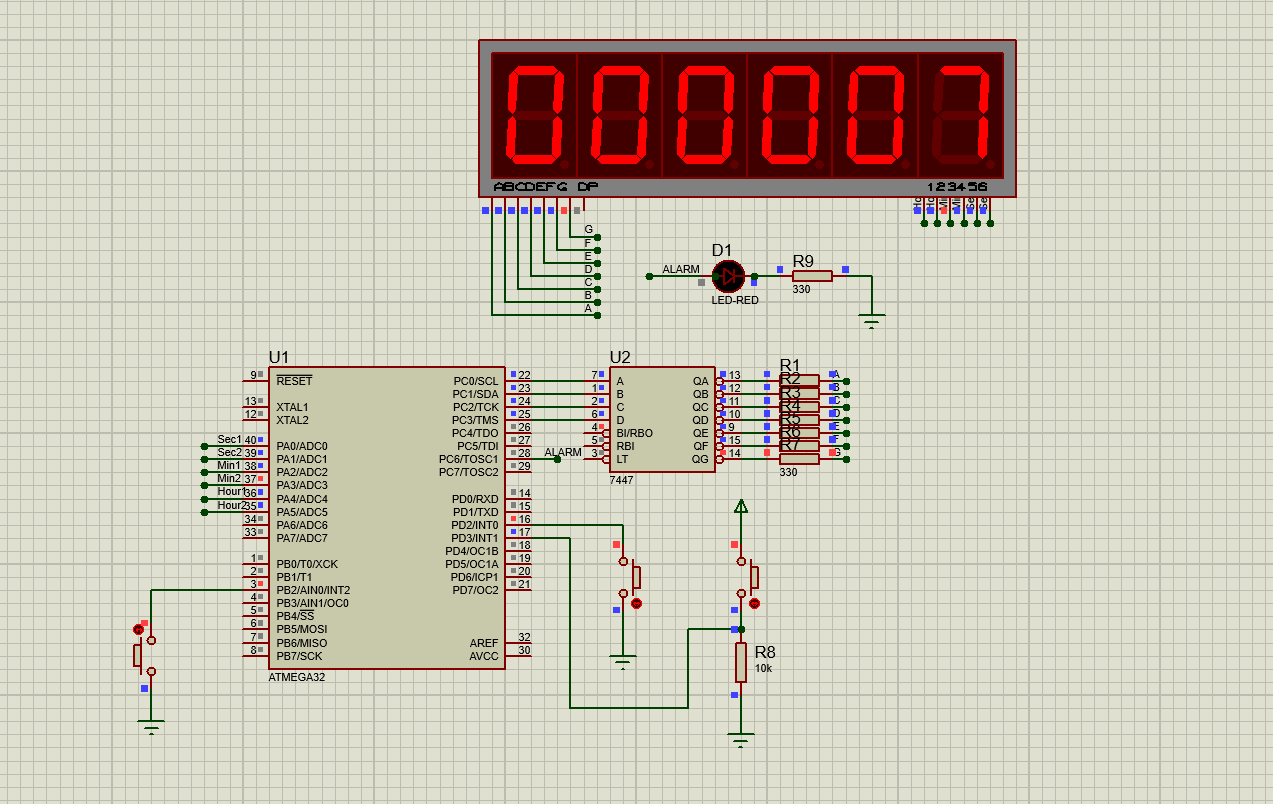 000007
ABCDEFG DP
123456
G
F
E
D
C
B
A
D1
ALARM
LED-RED
R9
330
U1
9 RESET
13 XTAL1
12 XTAL2
Sec1 40 PA0/ADC0
Sec2 39 PA1/ADC1
Min1 38 PA2/ADC2
Min2 37 PA3/ADC3
Hour1 36 PA4/ADC4
Hour2 35 PA5/ADC5
34 PA6/ADC6
33 PA7/ADC7
1 PB0/T0/XCK
2 PB1/T1
3 PB2/AIN0/INT2
4 PB3/AIN1/OC0
5 PB4/SS
6 PB5/MOSI
7 PB6/MISO
8 PB7/SCK
PC0/SCL 22
PC1/SDA 23
PC2/TCK 24
PC3/TMS 25
PC4/TDO 26
PC5/TDI 27
PC6/TOSC1 28 ALARM
PC7/TOSC2 29
PD0/RXD 14
PD1/TXD 15
PD2/INT0 16
PD3/INT1 17
PD4/OC1B 18
PD5/OC1A 19
PD6/ICP1 20
PD7/OC2 21
AREF 32
AVCC 30
ATMEGA32
U2
7 A QA 13
1 B QB 12
2 C QC 11
6 D QD 10
4 BI/RBO QE 9
5 RBI QF 15
3 LT QG 14
7447
R1
R2
R3
R4
R5
R6
R7
330
R8
10k